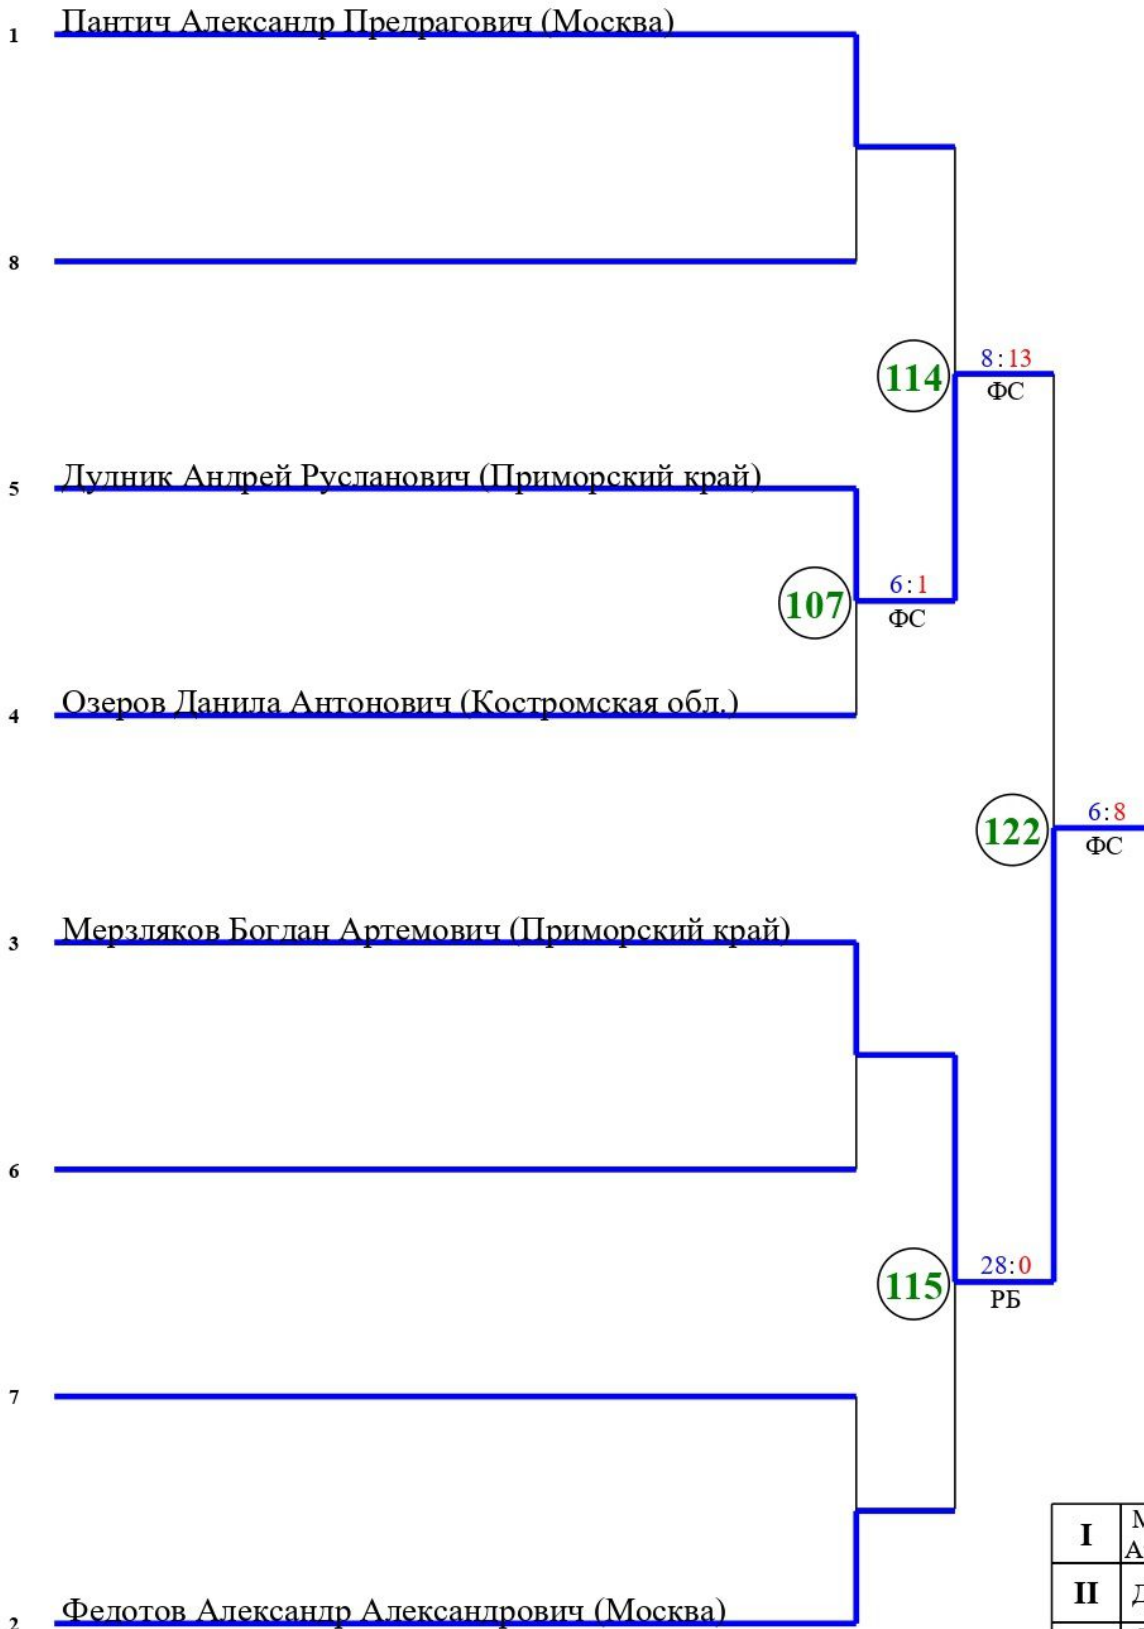 1 Пантич Александр Предрагович (Москва)
8
114 8:13
ФС
5 Дудник Андрей Русланович (Приморский край)
107 6:1
ФС
4 Озеров Данила Антонович (Костромская обл.)
122 6:8
ФС
3 Мерзляков Богдан Артемович (Приморский край)
6
115 28:0
РБ
7
I
II
2 Федотов Александр Александрович (Москва)